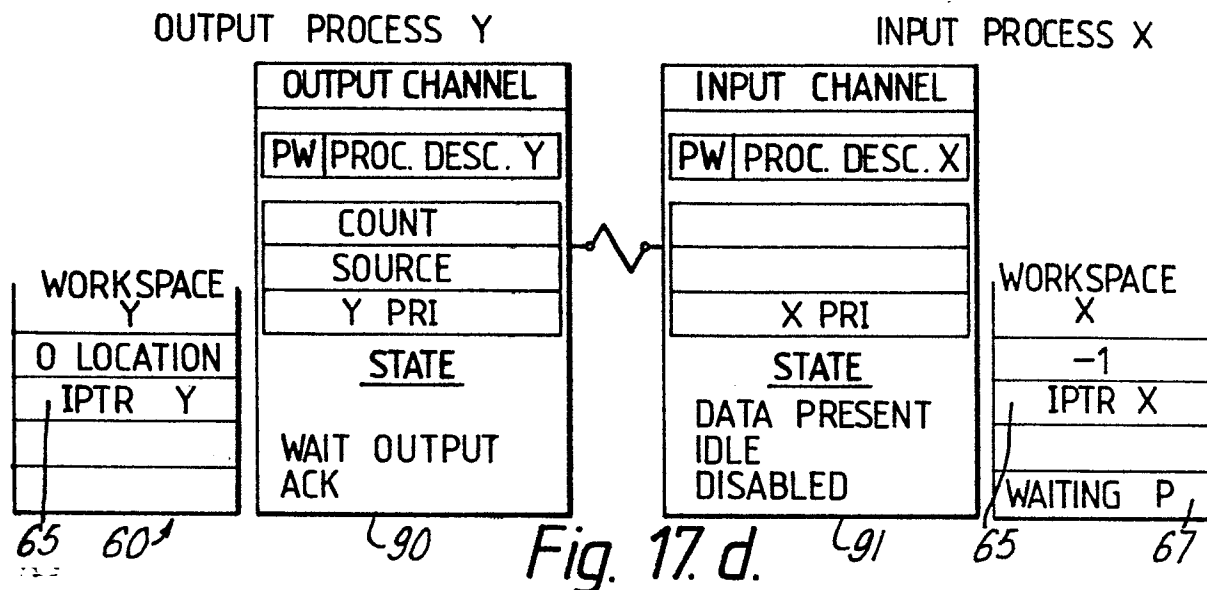 OUTPUT PROCESS Y
INPUT PROCESS X
OUTPUT CHANNEL
PW PROC. DESC. Y
COUNT
SOURCE
Y PRI
STATE
WAIT OUTPUT
ACK
INPUT CHANNEL
PW PROC. DESC. X
X PRI
STATE
DATA PRESENT
IDLE
DISABLED
WORKSPACE
Y
O LOCATION
IPTR Y
WORKSPACE
X
-1
IPTR X
WAITING P
65 60 90 91 65 67
Fig. 17. d.